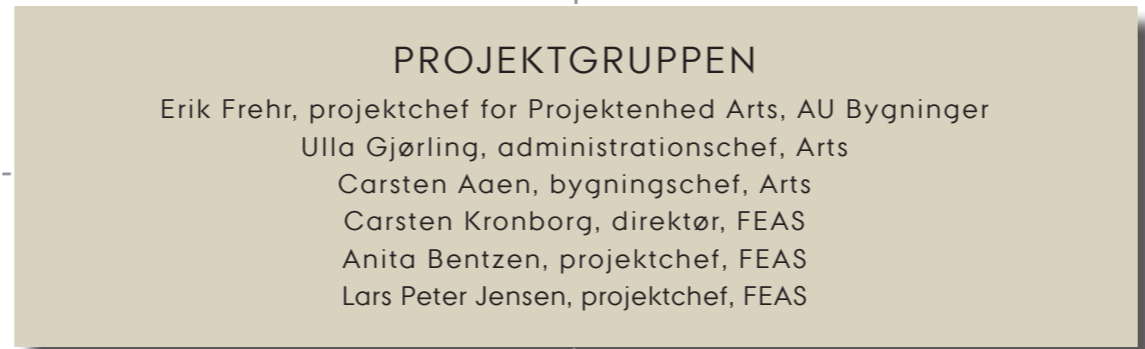 PROJEKTGRUPPEN
Erik Frehr, projektchef for Projektenhed Arts, AU Bygninger
Ulla Gjørling, administrationschef, Arts
Carsten Aaen, bygningschef, Arts
Carsten Kronborg, direktør, FEAS
Anita Bentzen, projektchef, FEAS
Lars Peter Jensen, projektchef, FEAS